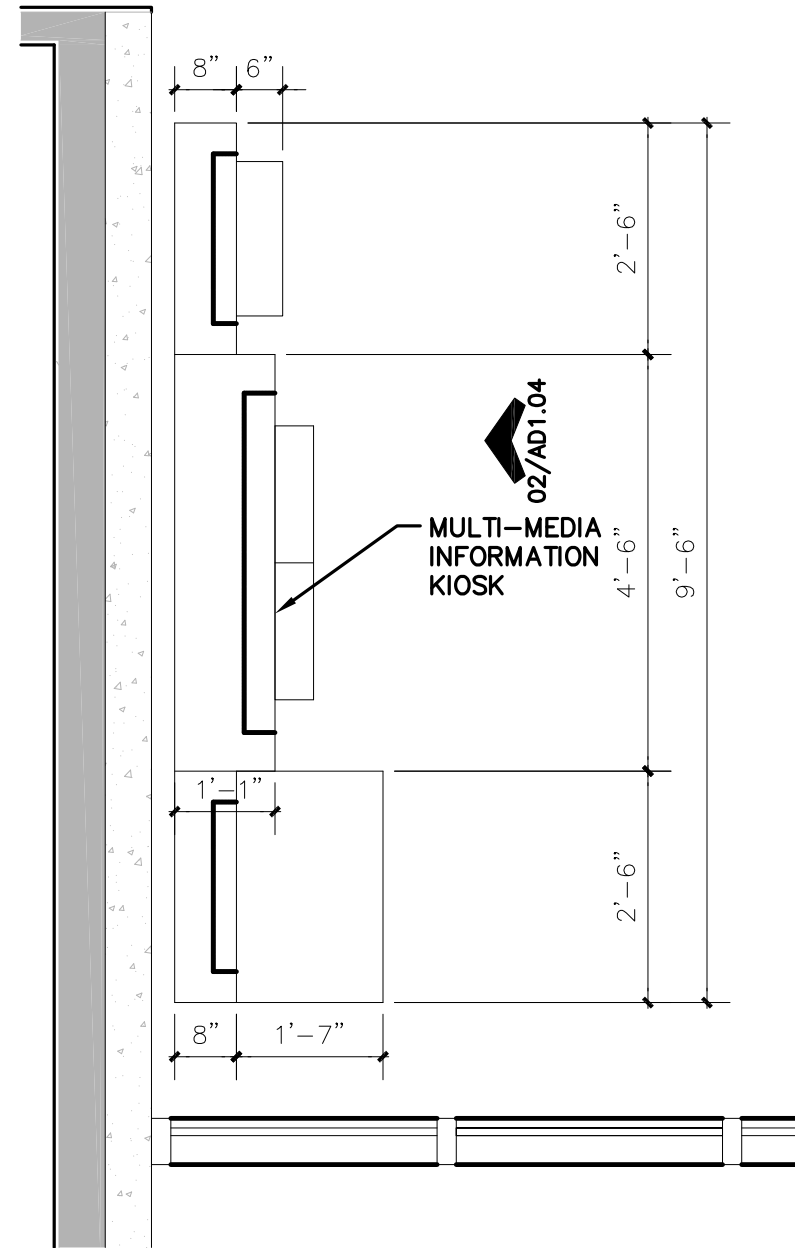 8” 6”
2’–6”
02/AD1.04
MULTI–MEDIA
INFORMATION
KIOSK
4’–6”
9’–6”
1’–1”
2’–6”
8” 1’–7”